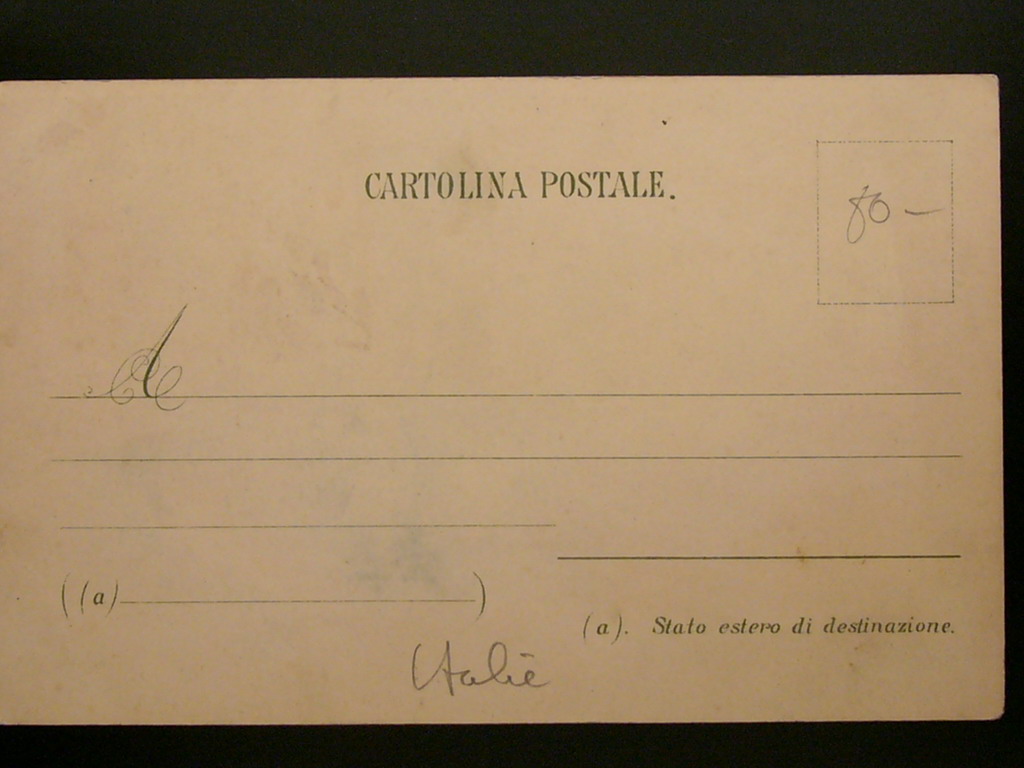 CARTOLINA POSTALE.
80 —
A
((a) )
(a). Stato estero di destinazione.
Italie